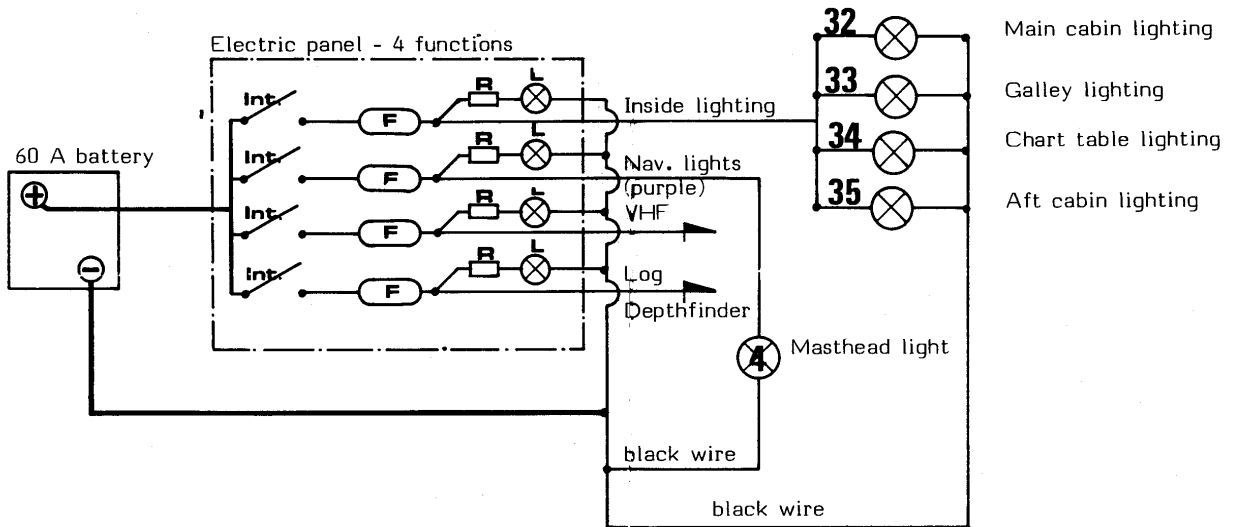 Electric panel - 4 functions
60 A battery
+
-
Int. F R L
Int. F R L
Int. F R L
Int. F R L
Inside lighting
Nav. lights
(purple)
VHF
Log
Depthfinder
32 Main cabin lighting
33 Galley lighting
34 Chart table lighting
35 Aft cabin lighting
4 Masthead light
black wire
black wire